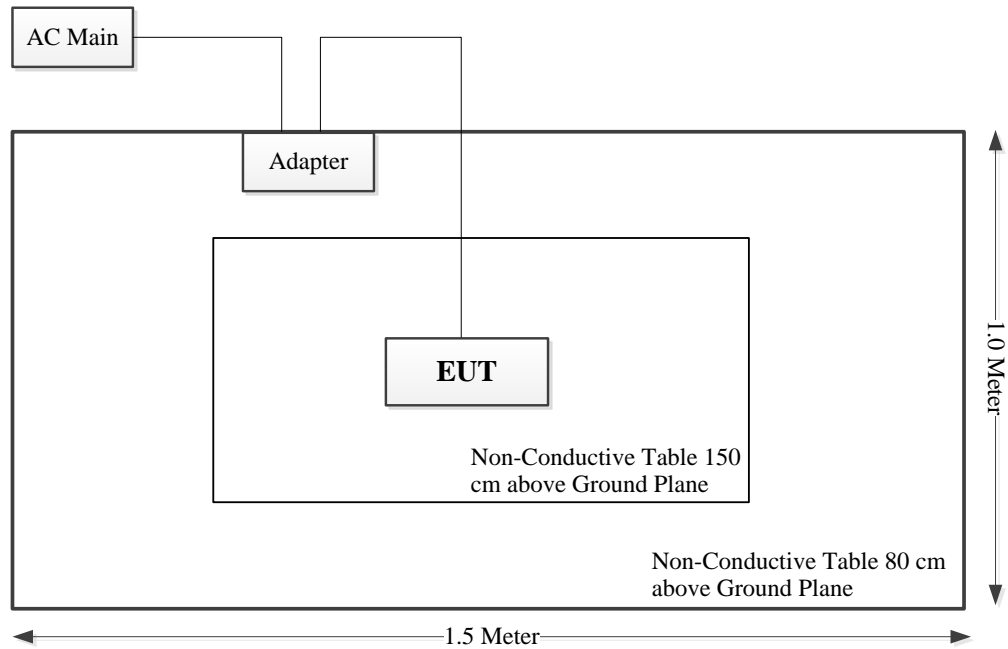 AC Main
Adapter
EUT
Non-Conductive Table 150
cm above Ground Plane
Non-Conductive Table 80 cm
above Ground Plane
1.0 Meter
1.5 Meter